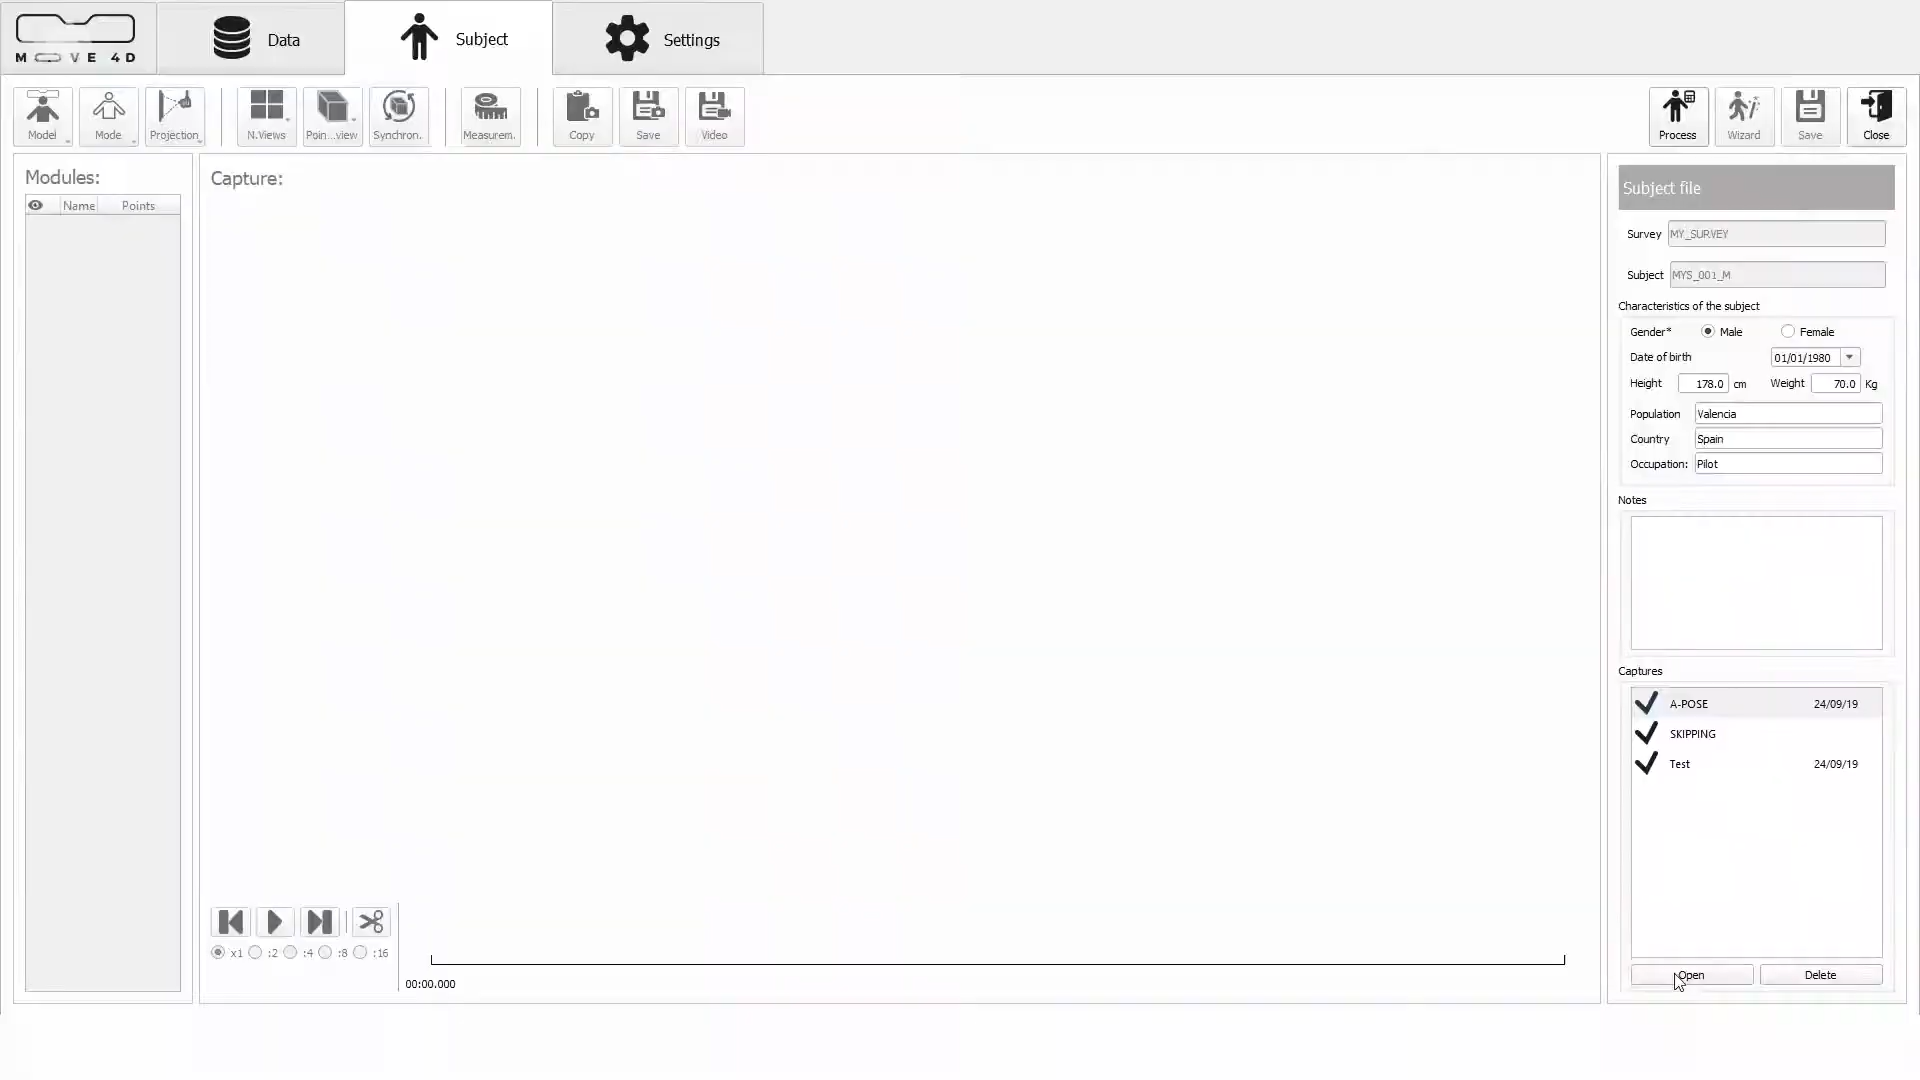 Data
Subject
Settings
M VE 4D
Model
Mode
Projection
N.Views
Poin...view
Synchron.
Measurem.
Copy
Save
Video
Process
Wizard
Save
Close
Modules:
Name Points
Capture:
x1 :2 :4 :8 :16
00:00.000
Subject file
Survey MY_SURVEY
Subject MYS_001_M
Characteristics of the subject
Gender* Male Female
Date of birth 01/01/1980
Height 178.0 cm Weight 70.0 Kg
Population Valencia
Country Spain
Occupation: Pilot
Notes
Captures
A-POSE 24/09/19
SKIPPING
Test 24/09/19
Open Delete